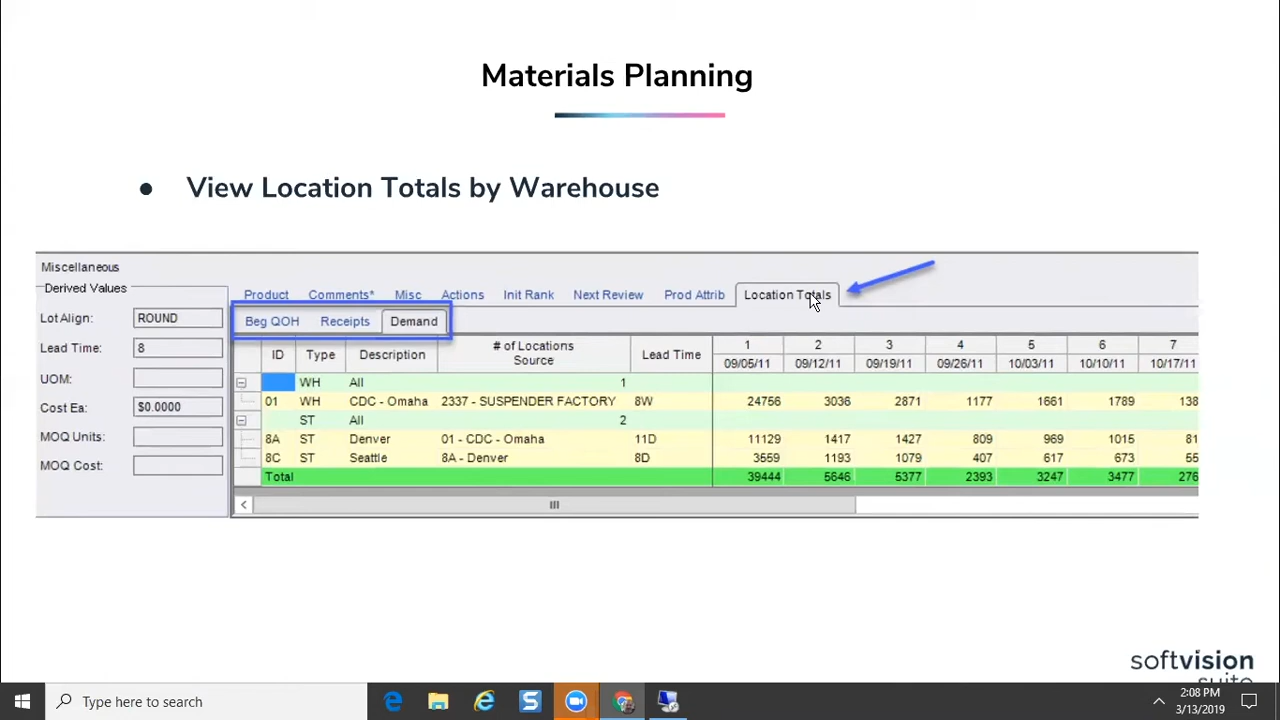 Materials Planning
● View Location Totals by Warehouse
Miscellaneous
Derived Values
Lot Align: ROUND
Lead Time: 8
UOM:
Cost Ea: $0.0000
MOQ Units:
MOQ Cost:
Product Comments* Misc Actions Init Rank Next Review Prod Attrib Location Totals
Beg QOH Receipts Demand
ID Type Description # of Locations Source Lead Time 1 2 3 4 5 6 7
09/05/11 09/12/11 09/19/11 09/26/11 10/03/11 10/10/11 10/17/11
WH All 1
01 WH CDC - Omaha 2337 - SUSPENDER FACTORY 8W 24756 3036 2871 1177 1661 1789 138
ST All 2
8A ST Denver 01 - CDC - Omaha 11D 11129 1417 1427 809 969 1015 81
8C ST Seattle 8A - Denver 8D 3559 1193 1079 407 617 673 55
Total 39444 5646 5377 2393 3247 3477 276
softvision
suite
Type here to search
2:08 PM
3/13/2019